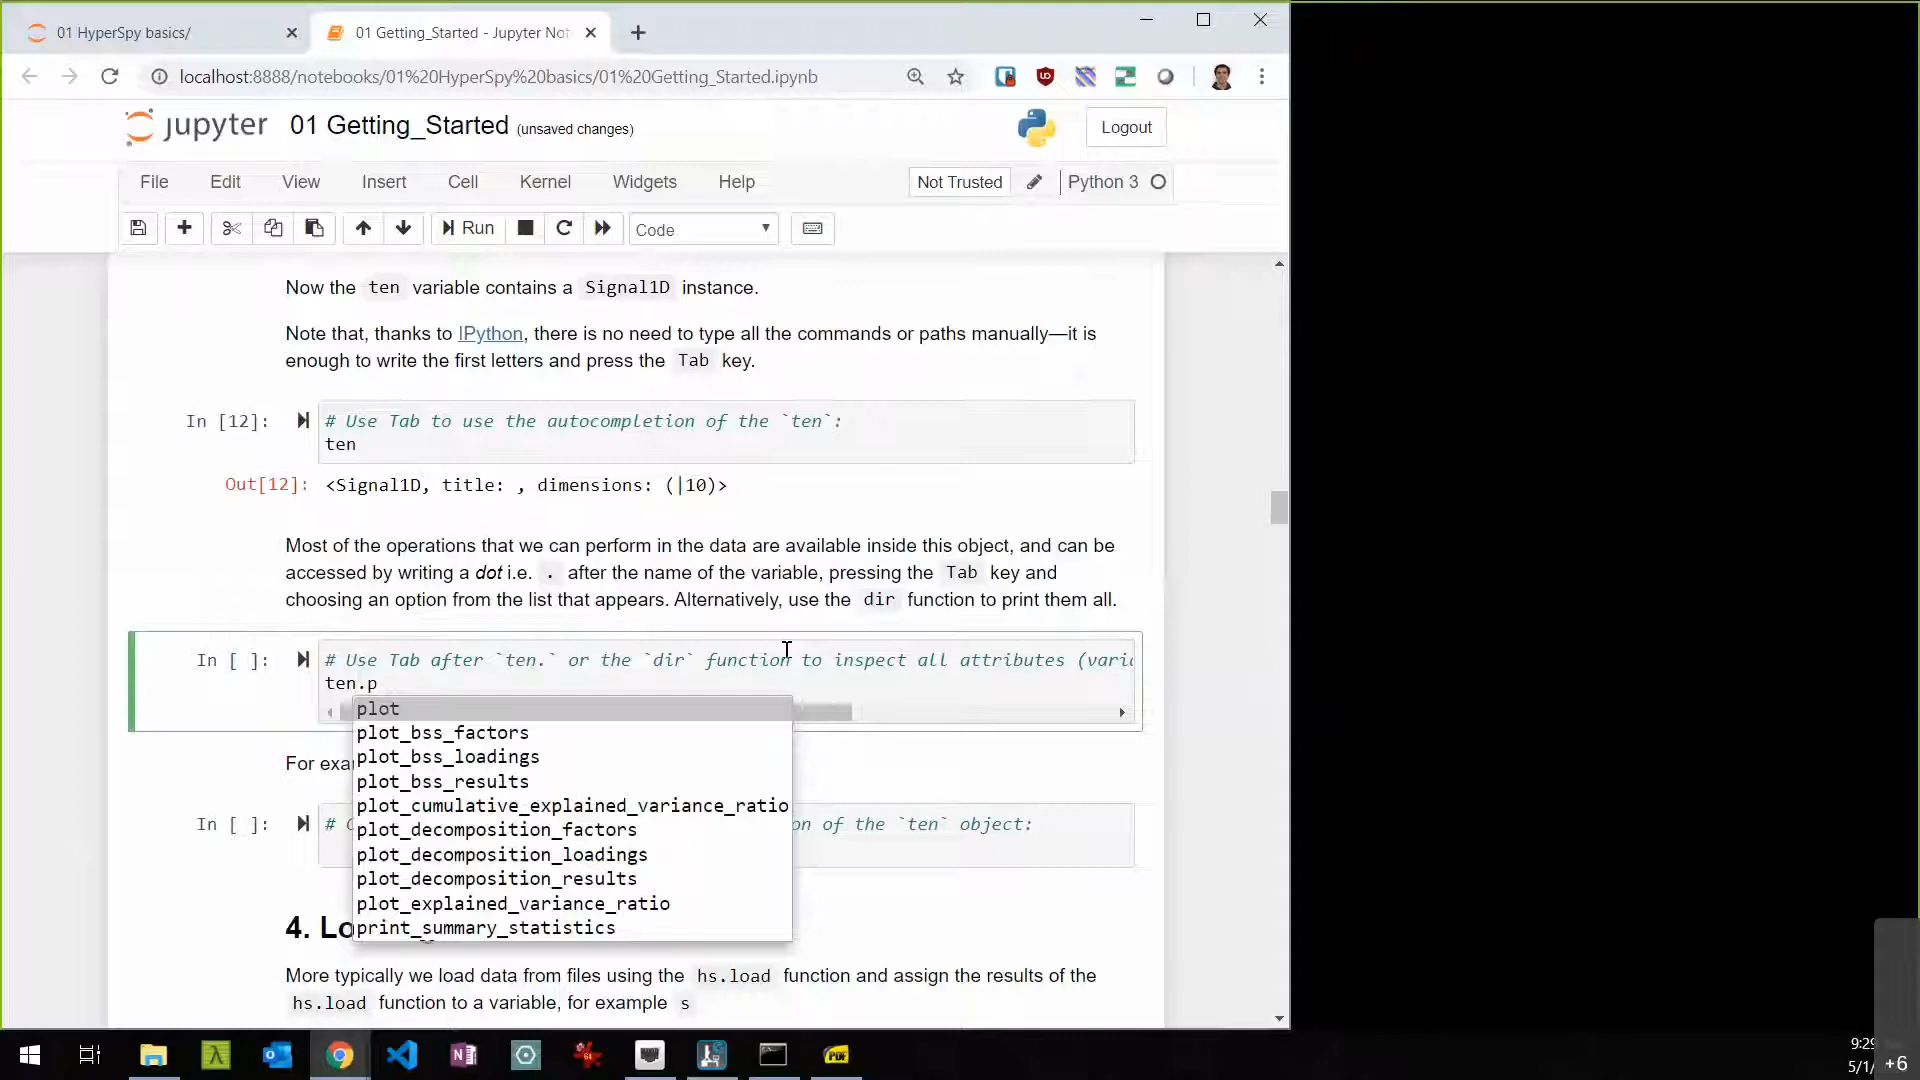 01 HyperSpy basics/
01 Getting_Started - Jupyter Not
localhost:8888/notebooks/01%20HyperSpy%20basics/01%20Getting_Started.ipynb
jupyter 01 Getting_Started (unsaved changes)
Logout
File Edit View Insert Cell Kernel Widgets Help
Not Trusted
Python 3
Run
Code
Now the ten variable contains a Signal1D instance.
Note that, thanks to IPython, there is no need to type all the commands or paths manually—it is
enough to write the first letters and press the Tab key.
In [12]: # Use Tab to use the autocompletion of the `ten`:
ten
Out[12]: <Signal1D, title: , dimensions: (|10)>
Most of the operations that we can perform in the data are available inside this object, and can be
accessed by writing a dot i.e. . after the name of the variable, pressing the Tab key and
choosing an option from the list that appears. Alternatively, use the dir function to print them all.
In [ ]: # Use Tab after `ten.` or the `dir` function to inspect all attributes (varia
ten.p
plot
plot_bss_factors
plot_bss_loadings
For exa
plot_bss_results
plot_cumulative_explained_variance_ratio
In [ ]: # on of the `ten` object:
plot_decomposition_factors
plot_decomposition_loadings
plot_decomposition_results
plot_explained_variance_ratio
4. Lo
print_summary_statistics
More typically we load data from files using the hs.load function and assign the results of the
hs.load function to a variable, for example s
9:29
5/1/
+6